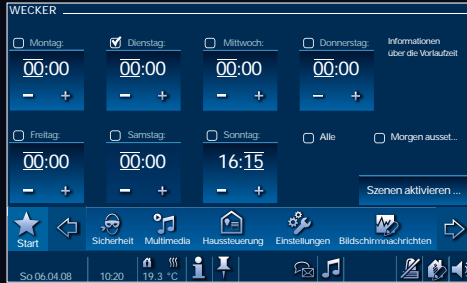 WECKER
Montag: Dienstag: Mittwoch: Donnerstag: Informationen
über die Vorlaufzeit
00:00 00:00 00:00 00:00
− + − + − + − +
Freitag: Samstag: Sonntag: Alle Morgen ausset...
00:00 00:00 16:15
− + − + − +
Szenen aktivieren ...
Start Sicherheit Multimedia Haussteuerung Einstellungen Bildschirmnachrichten
So 06.04.08 10:20 19.3 °C